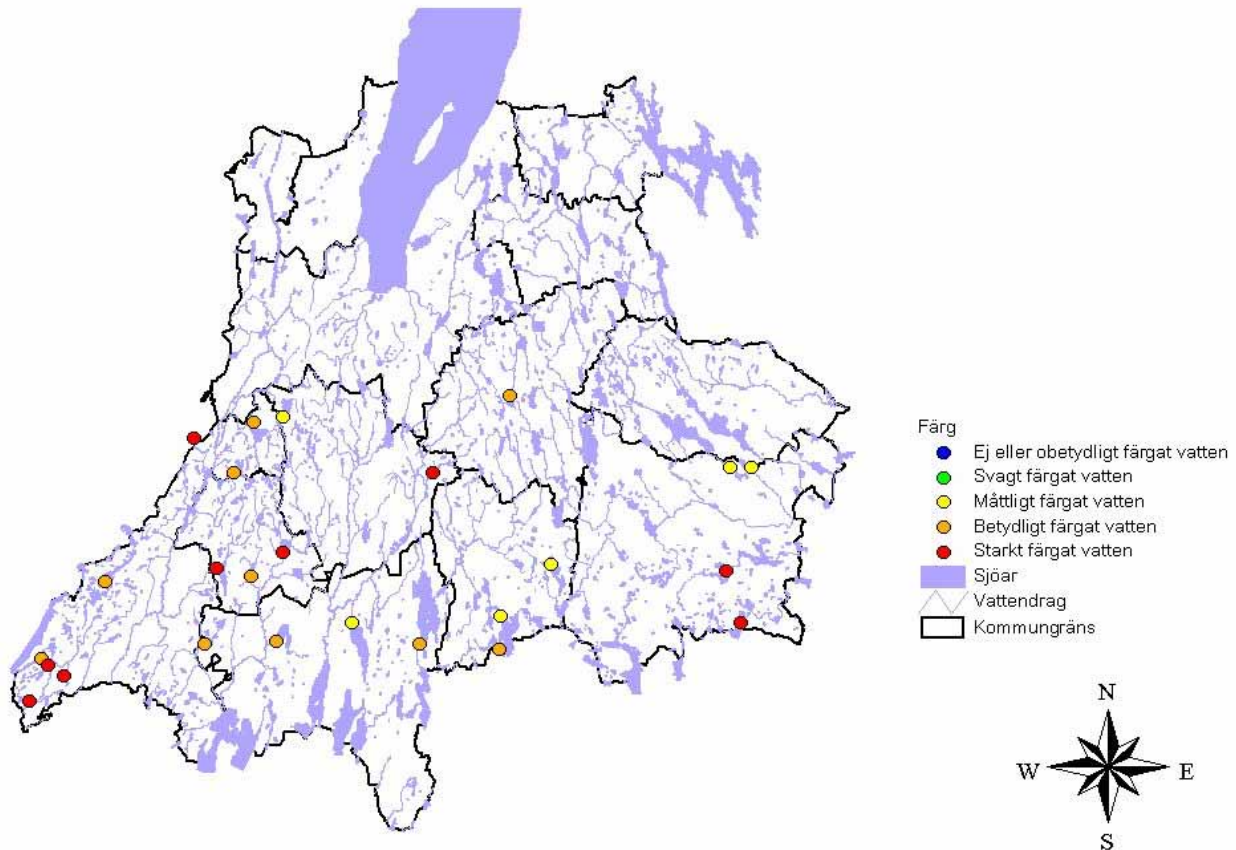 Färg
Ej eller obetydligt färgat vatten
Svagt färgat vatten
Måttligt färgat vatten
Betydligt färgat vatten
Starkt färgat vatten
Sjöar
Vattendrag
Kommungräns
N
W E
S